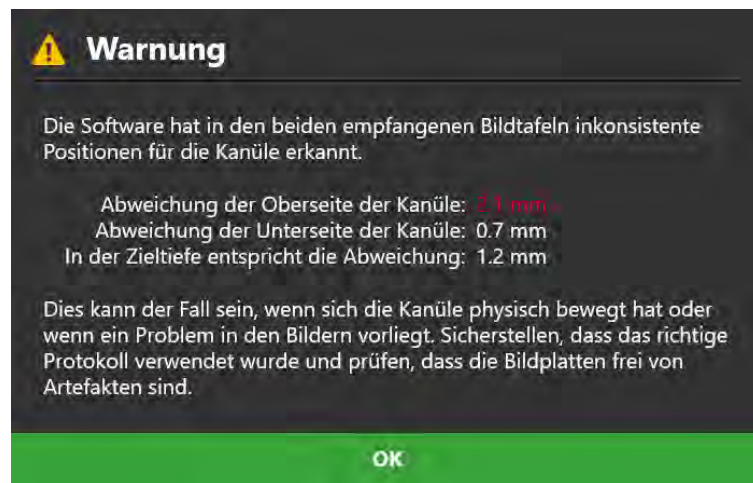 Warnung
Die Software hat in den beiden empfangenen Bildtafeln inkonsistente
Positionen für die Kanüle erkannt.
Abweichung der Oberseite der Kanüle: mm
Abweichung der Unterseite der Kanüle: 0.7 mm
In der Zieltiefe entspricht die Abweichung: 1.2 mm
Dies kann der Fall sein, wenn sich die Kanüle physisch bewegt hat oder
wenn ein Problem in den Bildern vorliegt. Sicherstellen, dass das richtige
Protokoll verwendet wurde und prüfen, dass die Bildplatten frei von
Artefakten sind.
OK